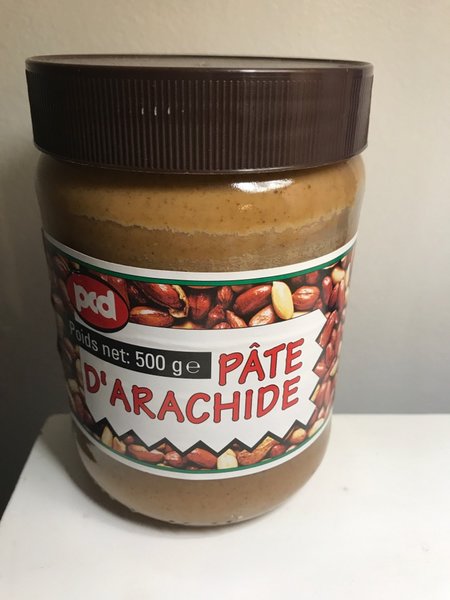 pcd
Poids net: 500 g ℮
PÂTE
D'ARACHIDE